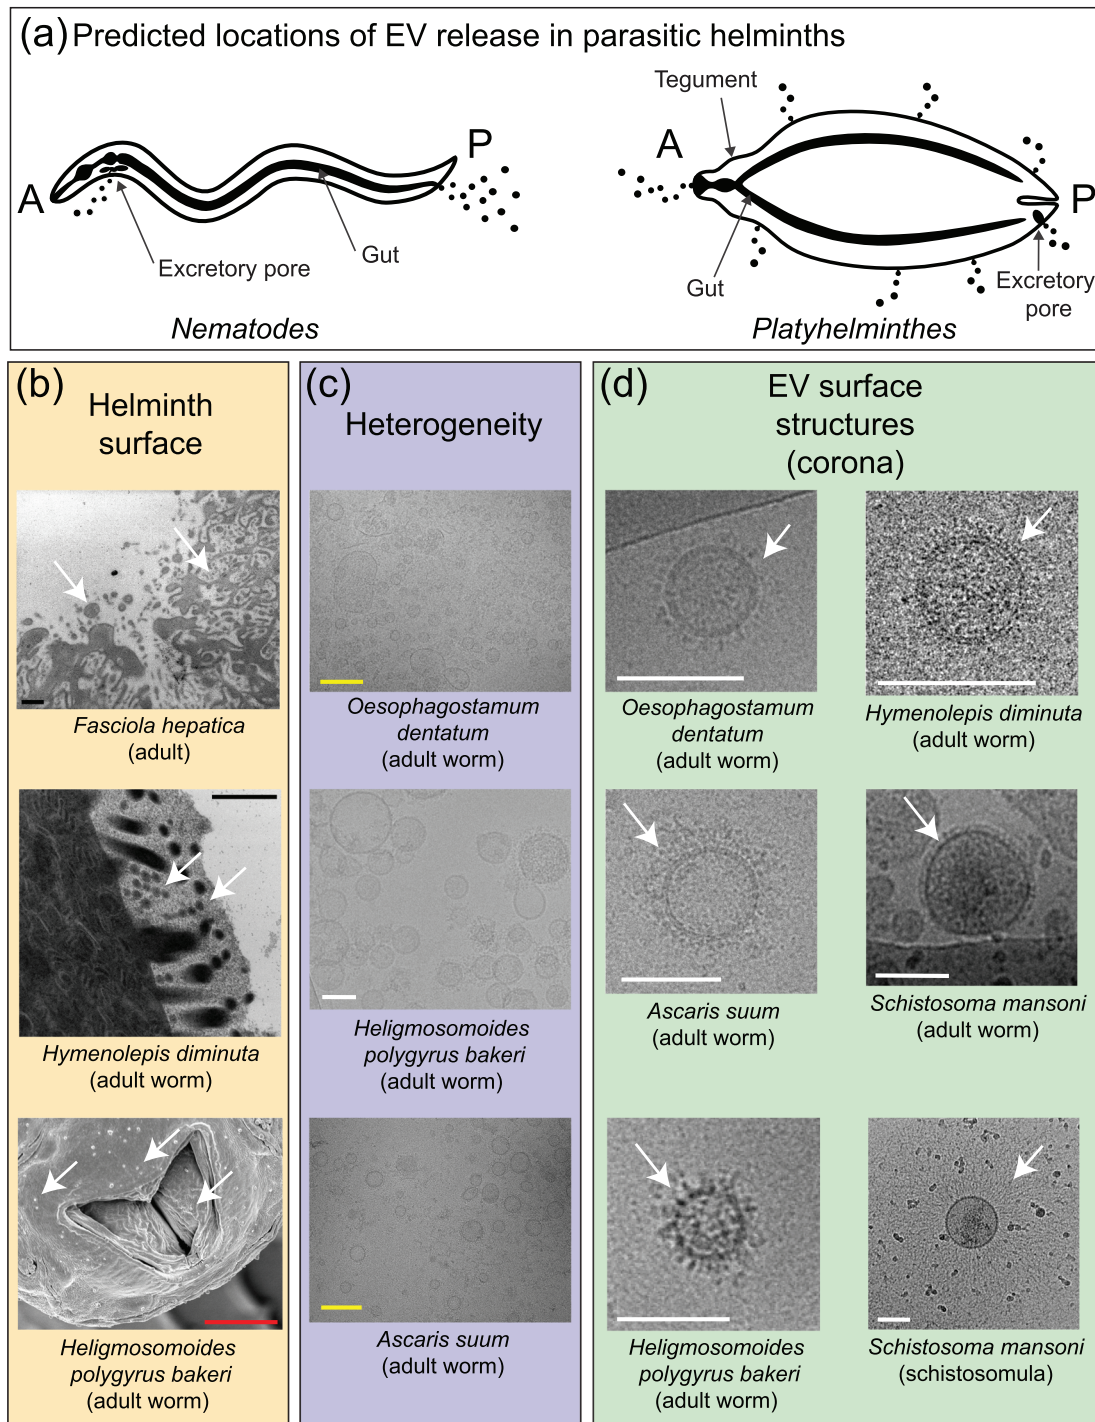 (a) Predicted locations of EV release in parasitic helminths
A
P
Excretory pore
Gut
Nematodes
Tegument
A
P
Gut
Excretory
pore
Platyhelminthes
(b)
Helminth
surface
Fasciola hepatica
(adult)
Hymenolepis diminuta
(adult worm)
Heligmosomoides
polygyrus bakeri
(adult worm)
(c)
Heterogeneity
Oesophagostamum
dentatum
(adult worm)
Heligmosomoides
polygyrus bakeri
(adult worm)
Ascaris suum
(adult worm)
(d)
EV surface
structures
(corona)
Oesophagostamum
dentatum
(adult worm)
Hymenolepis diminuta
(adult worm)
Ascaris suum
(adult worm)
Schistosoma mansoni
(adult worm)
Heligmosomoides
polygyrus bakeri
(adult worm)
Schistosoma mansoni
(schistosomula)